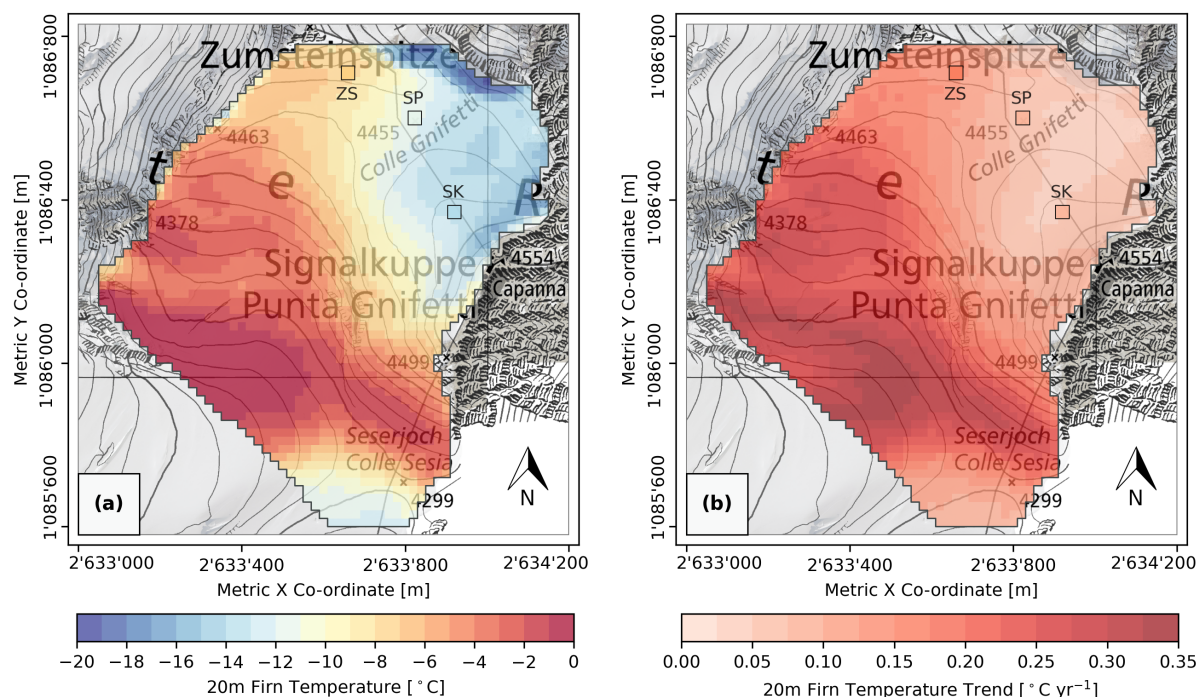 Zumsteinspitze
ZS
SP
4463
4455
Colle Gnifetti
t
e
R
SK
4378
Signalkuppe
4554
Punta Gnifetti
Capanna
4499
Seserjoch
Colle Sesia
4299
(a)
N
1'086'800
1'086'400
1'086'000
1'085'600
Metric Y Co-ordinate [m]
2'633'000 2'633'400 2'633'800 2'634'200
Metric X Co-ordinate [m]
−20 −18 −16 −14 −12 −10 −8 −6 −4 −2 0
20m Firn Temperature [°C]
Zumsteinspitze
ZS
SP
4463
4455
Colle Gnifetti
t
e
R
SK
4378
Signalkuppe
4554
Punta Gnifetti
Capanna
4499
Seserjoch
Colle Sesia
4299
(b)
N
1'086'800
1'086'400
1'086'000
1'085'600
Metric Y Co-ordinate [m]
2'633'000 2'633'400 2'633'800 2'634'200
Metric X Co-ordinate [m]
0.00 0.05 0.10 0.15 0.20 0.25 0.30 0.35
20m Firn Temperature Trend [°C yr⁻¹]